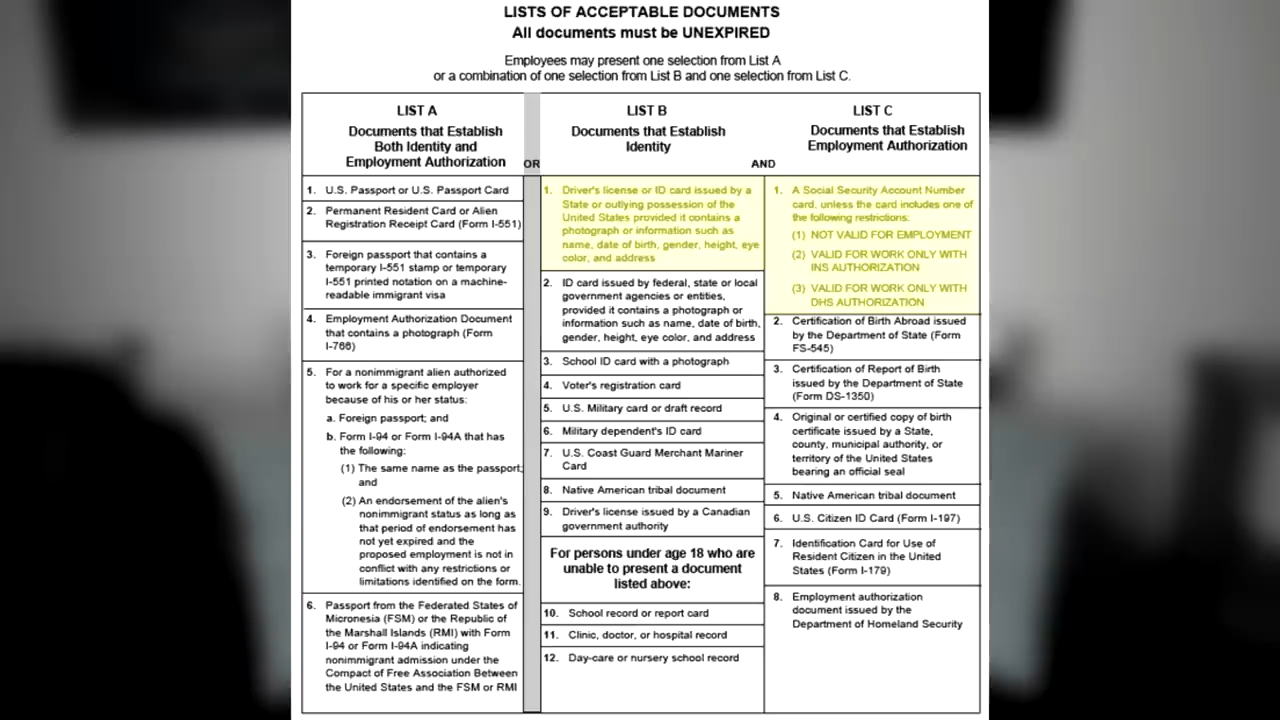 LISTS OF ACCEPTABLE DOCUMENTS
All documents must be UNEXPIRED
Employees may present one selection from List A
or a combination of one selection from List B and one selection from List C.
LIST A
Documents that Establish
Both Identity and
Employment Authorization
OR
LIST B
Documents that Establish
Identity
AND
LIST C
Documents that Establish
Employment Authorization
1. U.S. Passport or U.S. Passport Card
2. Permanent Resident Card or Alien
Registration Receipt Card (Form I-551)
3. Foreign passport that contains a
temporary I-551 stamp or temporary
I-551 printed notation on a machine-
readable immigrant visa
4. Employment Authorization Document
that contains a photograph (Form
I-766)
5. For a nonimmigrant alien authorized
to work for a specific employer
because of his or her status:
a. Foreign passport; and
b. Form I-94 or Form I-94A that has
the following:
(1) The same name as the passport;
and
(2) An endorsement of the alien's
nonimmigrant status as long as
that period of endorsement has
not yet expired and the
proposed employment is not in
conflict with any restrictions or
limitations identified on the form.
6. Passport from the Federated States of
Micronesia (FSM) or the Republic of
the Marshall Islands (RMI) with Form
I-94 or Form I-94A indicating
nonimmigrant admission under the
Compact of Free Association Between
the United States and the FSM or RMI
1. Driver's license or ID card issued by a
State or outlying possession of the
United States provided it contains a
photograph or information such as
name, date of birth, gender, height, eye
color, and address
2. ID card issued by federal, state or local
government agencies or entities,
provided it contains a photograph or
information such as name, date of birth,
gender, height, eye color, and address
3. School ID card with a photograph
4. Voter's registration card
5. U.S. Military card or draft record
6. Military dependent's ID card
7. U.S. Coast Guard Merchant Mariner
Card
8. Native American tribal document
9. Driver's license issued by a Canadian
government authority
For persons under age 18 who are
unable to present a document
listed above:
10. School record or report card
11. Clinic, doctor, or hospital record
12. Day-care or nursery school record
1. A Social Security Account Number
card, unless the card includes one of
the following restrictions:
(1) NOT VALID FOR EMPLOYMENT
(2) VALID FOR WORK ONLY WITH
INS AUTHORIZATION
(3) VALID FOR WORK ONLY WITH
DHS AUTHORIZATION
2. Certification of Birth Abroad issued
by the Department of State (Form
FS-545)
3. Certification of Report of Birth
issued by the Department of State
(Form DS-1350)
4. Original or certified copy of birth
certificate issued by a State,
county, municipal authority, or
territory of the United States
bearing an official seal
5. Native American tribal document
6. U.S. Citizen ID Card (Form I-197)
7. Identification Card for Use of
Resident Citizen in the United
States (Form I-179)
8. Employment authorization
document issued by the
Department of Homeland Security